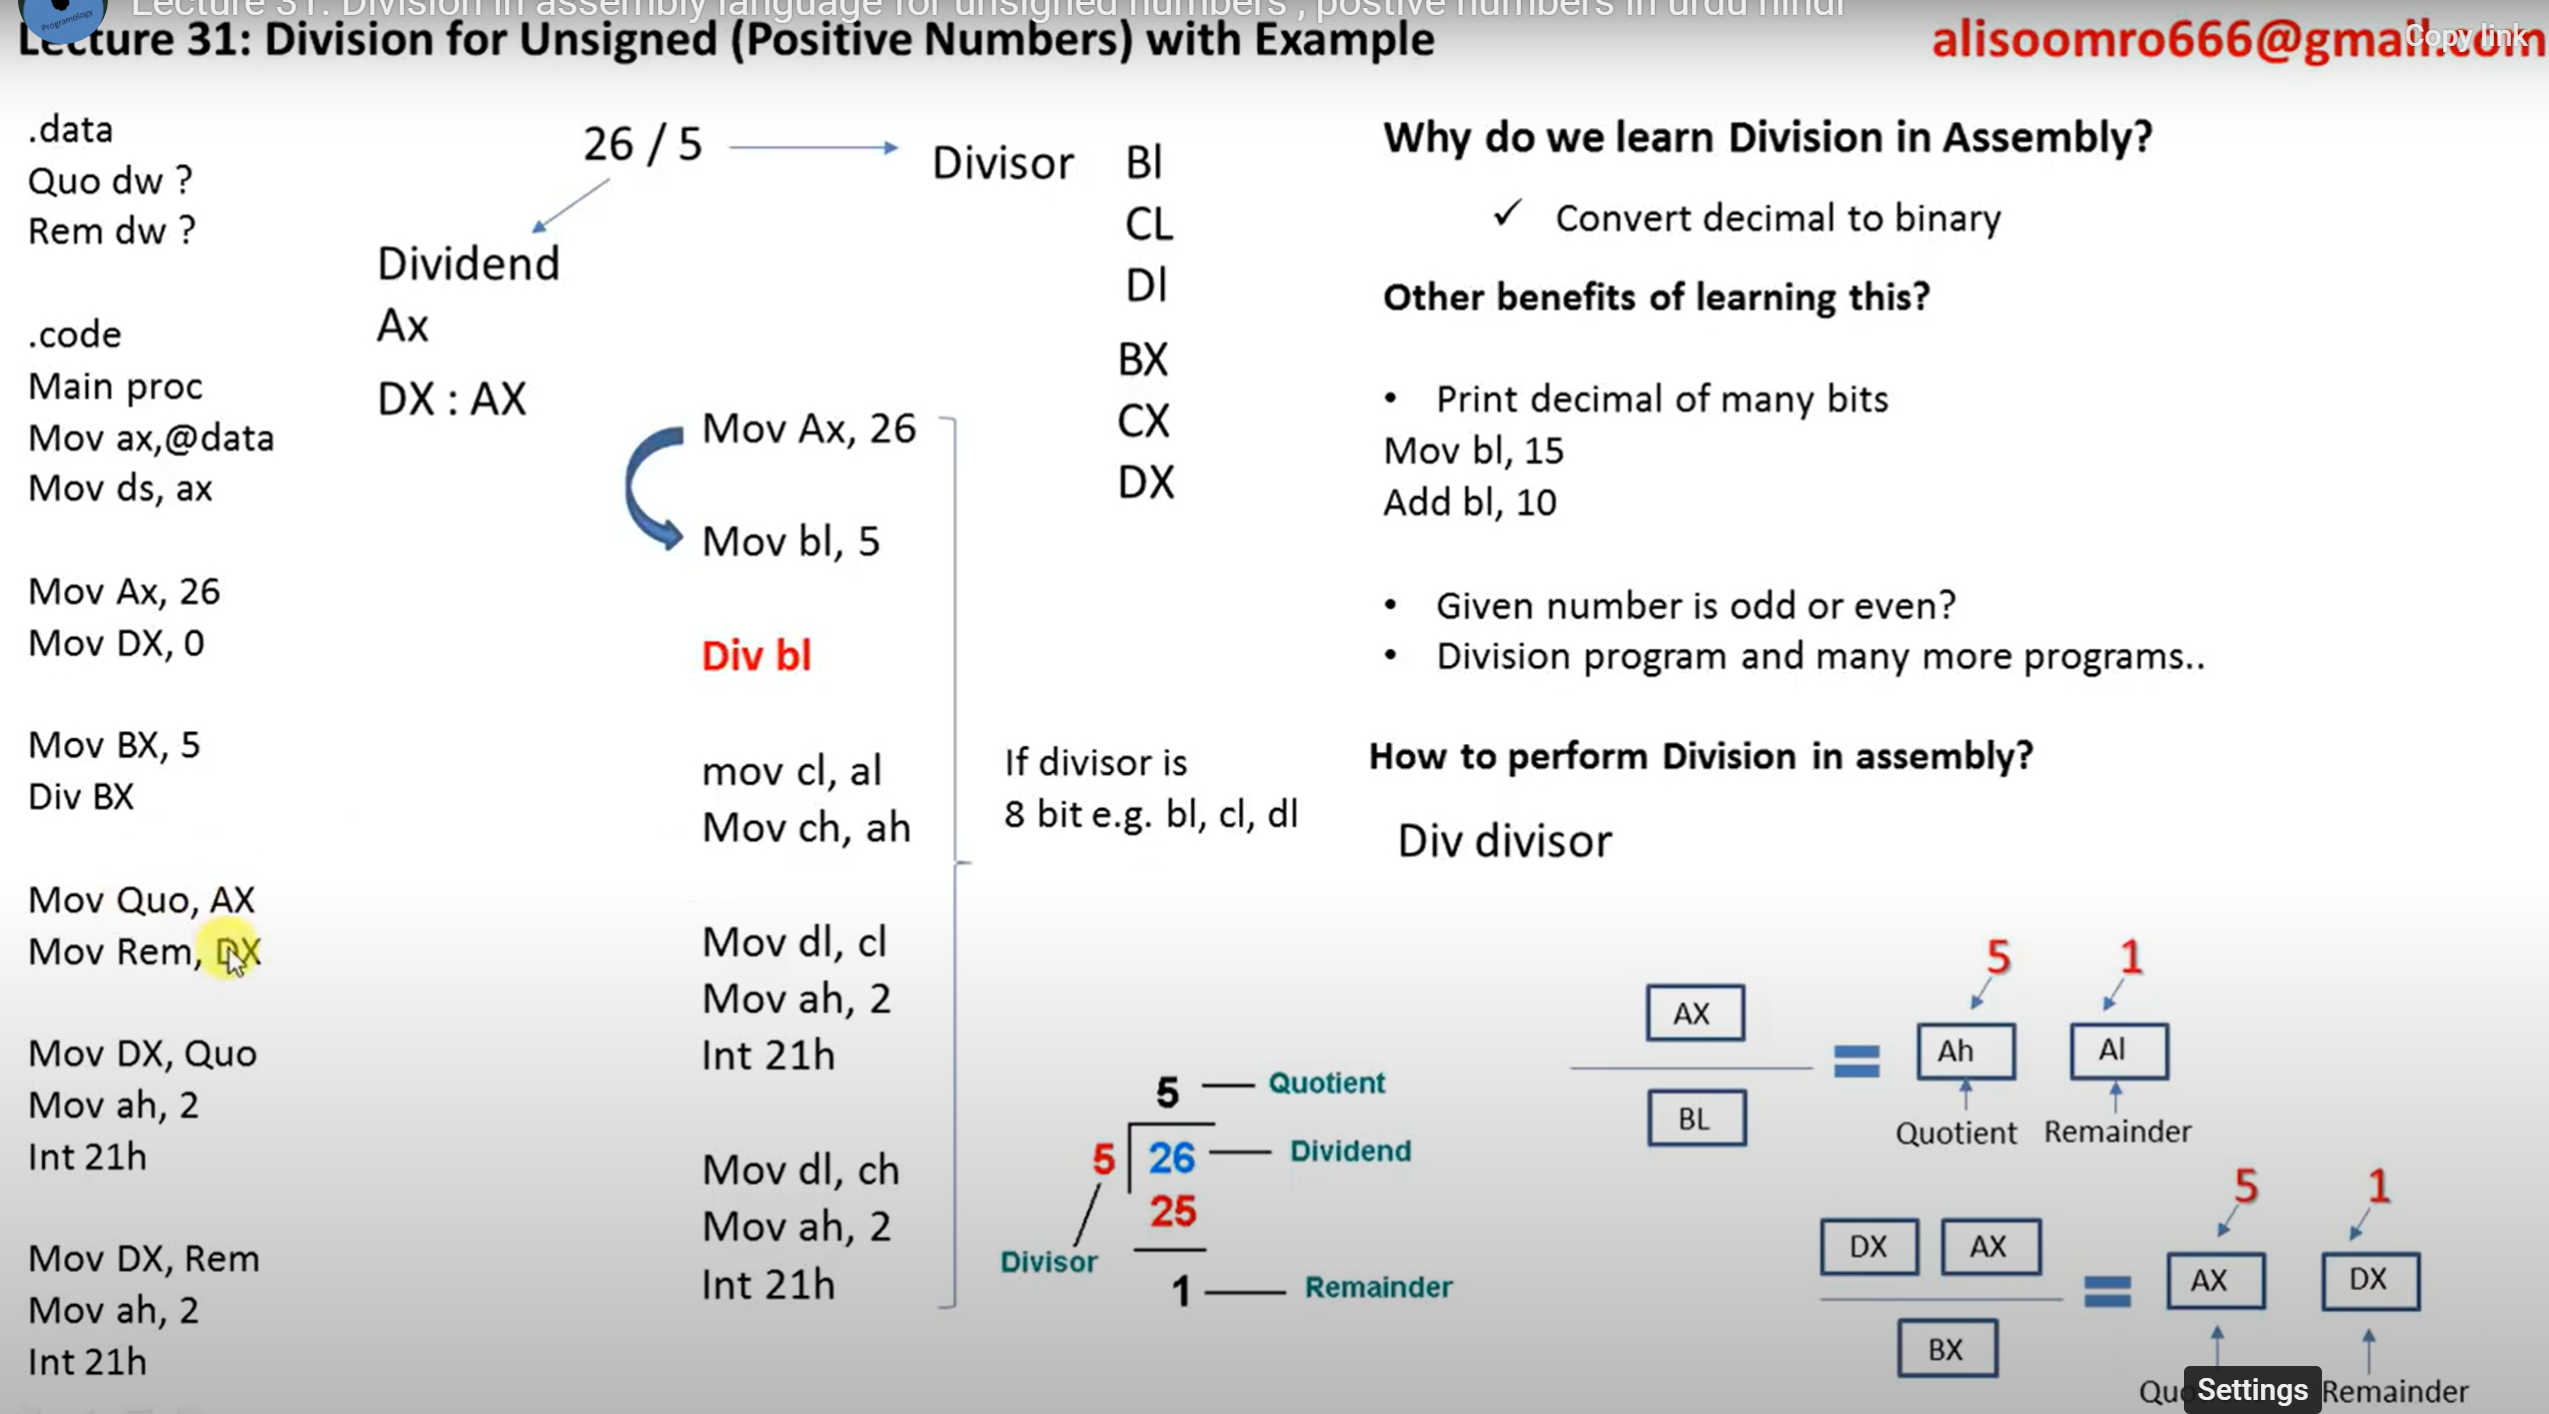 Programology
Lecture 31: Division in assembly language for unsigned numbers , postive numbers in urdu hindi
Copy link
Lecture 31: Division for Unsigned (Positive Numbers) with Example
alisoomro666@gmail.com
.data
Quo dw ?
Rem dw ?
.code
Main proc
Mov ax,@data
Mov ds, ax
Mov Ax, 26
Mov DX, 0
Mov BX, 5
Div BX
Mov Quo, AX
Mov Rem, DX
Mov DX, Quo
Mov ah, 2
Int 21h
Mov DX, Rem
Mov ah, 2
Int 21h
26 / 5
Dividend
Ax
DX : AX
Divisor
Bl
CL
Dl
BX
CX
DX
Mov Ax, 26
Mov bl, 5
Div bl
mov cl, al
Mov ch, ah
Mov dl, cl
Mov ah, 2
Int 21h
Mov dl, ch
Mov ah, 2
Int 21h
If divisor is
8 bit e.g. bl, cl, dl
5 Quotient
5 26 Dividend
25
Divisor
1 Remainder
Why do we learn Division in Assembly?
✓ Convert decimal to binary
Other benefits of learning this?
• Print decimal of many bits
Mov bl, 15
Add bl, 10
• Given number is odd or even?
• Division program and many more programs..
How to perform Division in assembly?
Div divisor
5 1
AX
Ah Al
BL
Quotient Remainder
5 1
DX AX
AX DX
BX
Settings
Remainder